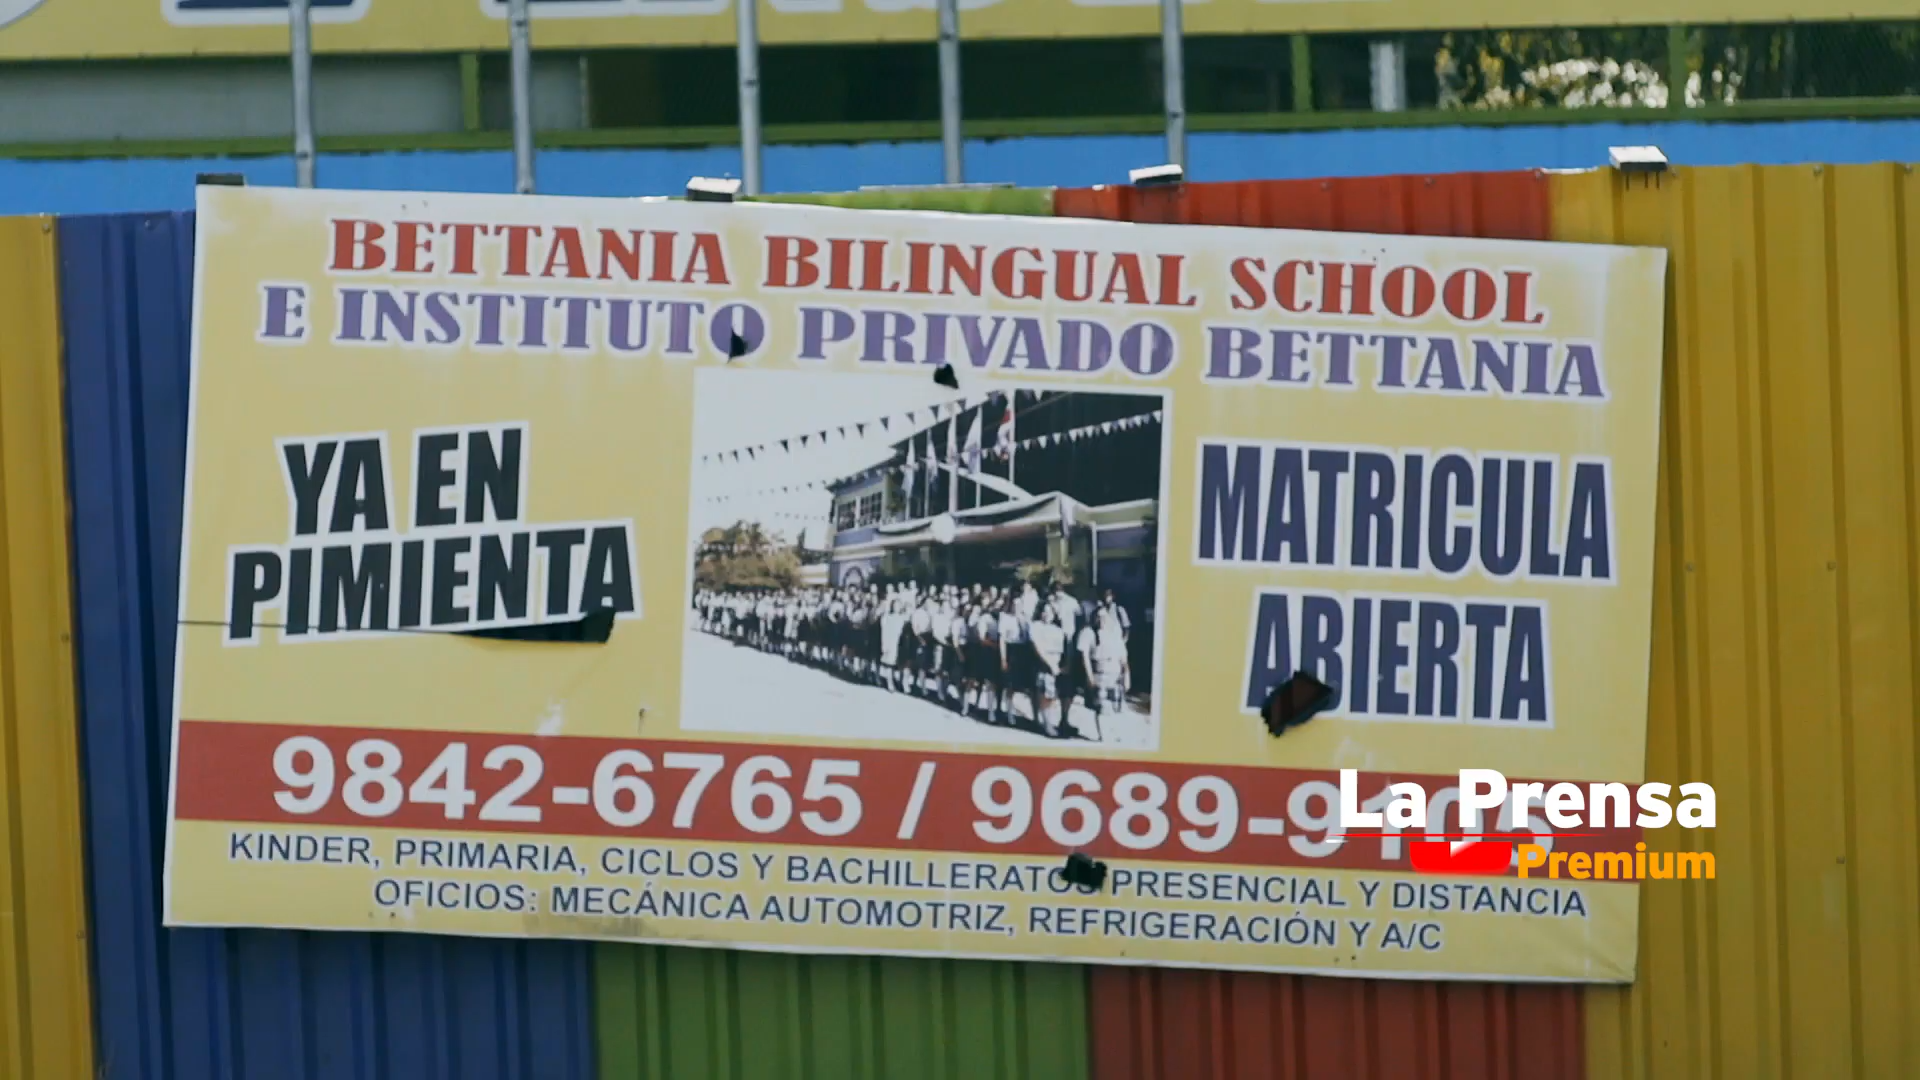 BETTANIA BILINGUAL SCHOOL
E INSTITUTO PRIVADO BETTANIA
YA EN
PIMIENTA
MATRICULA
ABIERTA
9842-6765 / 9689-9105
KINDER, PRIMARIA, CICLOS Y BACHILLERATOS PRESENCIAL Y DISTANCIA
OFICIOS: MECÁNICA AUTOMOTRIZ, REFRIGERACIÓN Y A/C
La Prensa
Premium